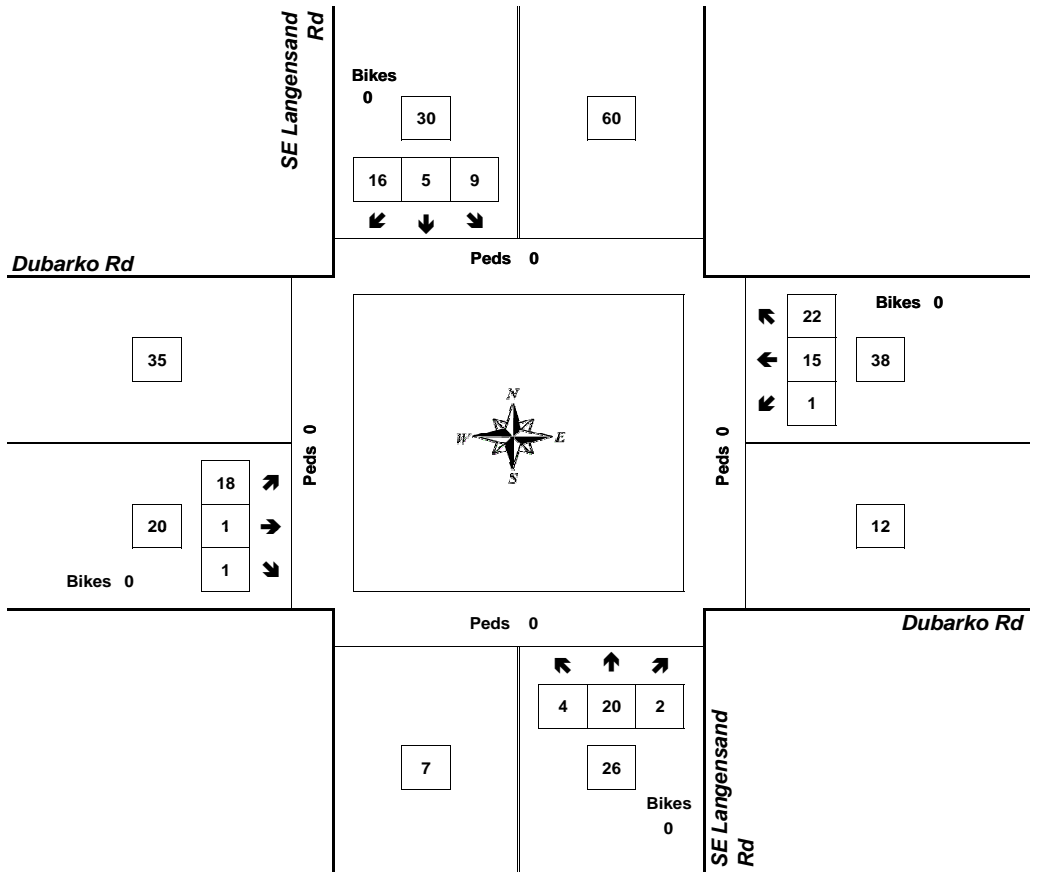 SE Langensand
Rd
Bikes
0
30
60
16 5 9
Peds 0
Dubarko Rd
Bikes 0
22
35
15
38
1
N
W E
S
Peds 0
Peds 0
18
20
1
12
1
Bikes 0
Peds 0
Dubarko Rd
4 20 2
7
26
Bikes
0
SE Langensand
Rd